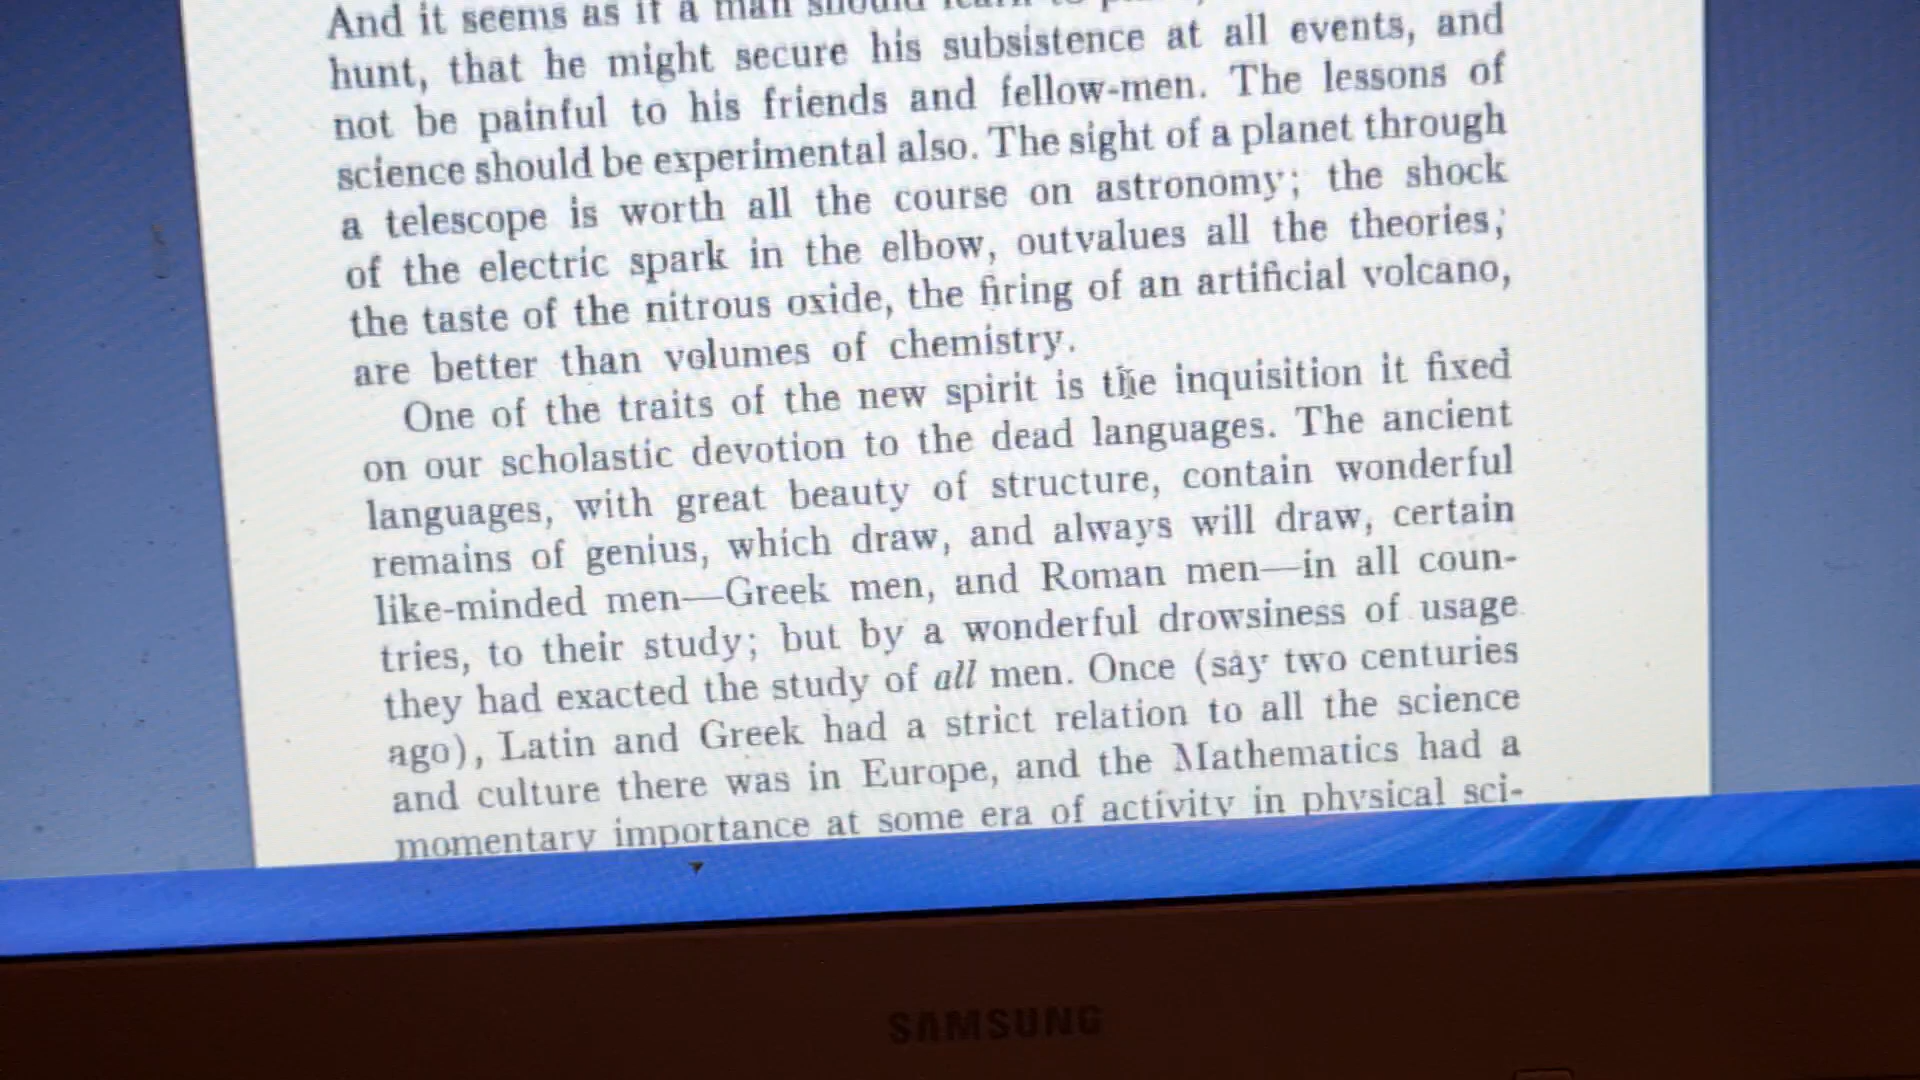 And it seems as if a man should learn to
hunt, that he might secure his subsistence at all events, and
not be painful to his friends and fellow-men. The lessons of
science should be experimental also. The sight of a planet through
a telescope is worth all the course on astronomy; the shock
of the electric spark in the elbow, outvalues all the theories;
the taste of the nitrous oxide, the firing of an artificial volcano,
are better than volumes of chemistry.
One of the traits of the new spirit is the inquisition it fixed
on our scholastic devotion to the dead languages. The ancient
languages, with great beauty of structure, contain wonderful
remains of genius, which draw, and always will draw, certain
like-minded men—Greek men, and Roman men—in all coun-
tries, to their study; but by a wonderful drowsiness of usage
they had exacted the study of all men. Once (say two centuries
ago), Latin and Greek had a strict relation to all the science
and culture there was in Europe, and the Mathematics had a
momentary importance at some era of activity in physical sci-
SAMSUNG